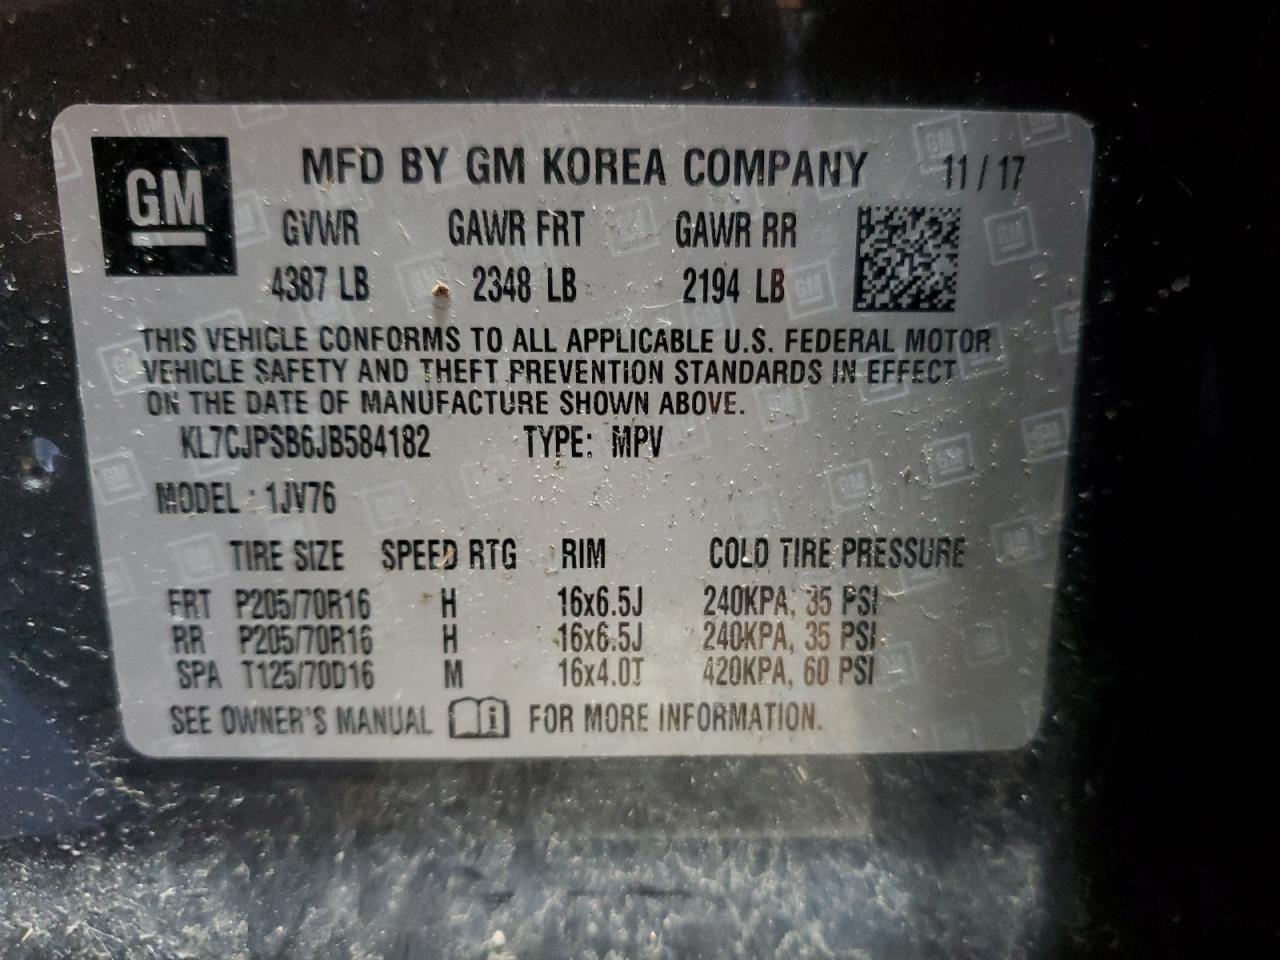 GM
MFD BY GM KOREA COMPANY 11 / 17
GVWR GAWR FRT GAWR RR
4387 LB 2348 LB 2194 LB
THIS VEHICLE CONFORMS TO ALL APPLICABLE U.S. FEDERAL MOTOR
VEHICLE SAFETY AND THEFT PREVENTION STANDARDS IN EFFECT
ON THE DATE OF MANUFACTURE SHOWN ABOVE.
KL7CJPSB6JB584182 TYPE: MPV
MODEL : 1JV76
TIRE SIZE SPEED RTG RIM COLD TIRE PRESSURE
FRT P205/70R16 H 16x6.5J 240KPA, 35 PSI
RR P205/70R16 H 16x6.5J 240KPA, 35 PSI
SPA T125/70D16 M 16x4.0T 420KPA, 60 PSI
SEE OWNER'S MANUAL i FOR MORE INFORMATION.